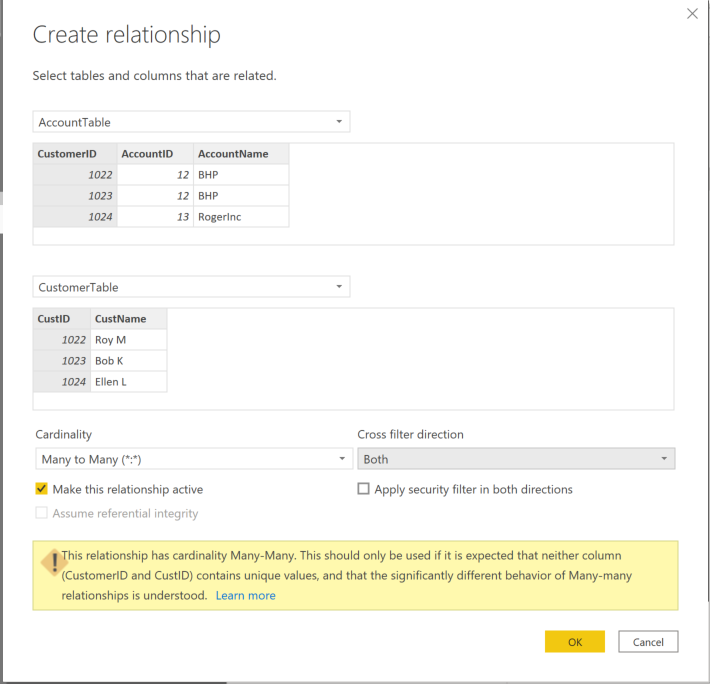 Create relationship
Select tables and columns that are related.
AccountTable
CustomerID AccountID AccountName
1022 12 BHP
1023 12 BHP
1024 13 RogerInc
CustomerTable
CustID CustName
1022 Roy M
1023 Bob K
1024 Ellen L
Cardinality Cross filter direction
Many to Many (*:*) Both
Make this relationship active Apply security filter in both directions
Assume referential integrity
This relationship has cardinality Many-Many. This should only be used if it is expected that neither column
(CustomerID and CustID) contains unique values, and that the significantly different behavior of Many-many
relationships is understood. Learn more
OK Cancel